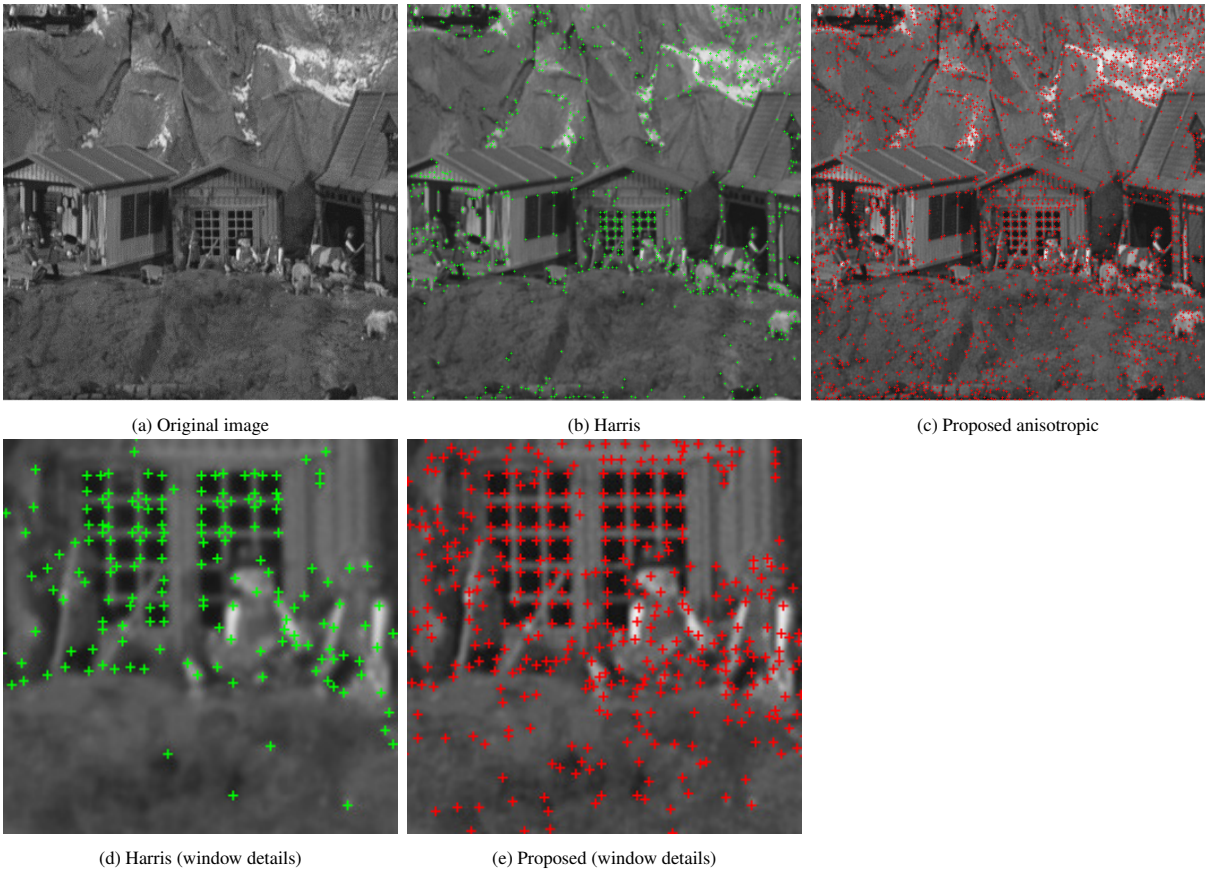 (a) Original image
(b) Harris
(c) Proposed anisotropic
(d) Harris (window details)
(e) Proposed (window details)